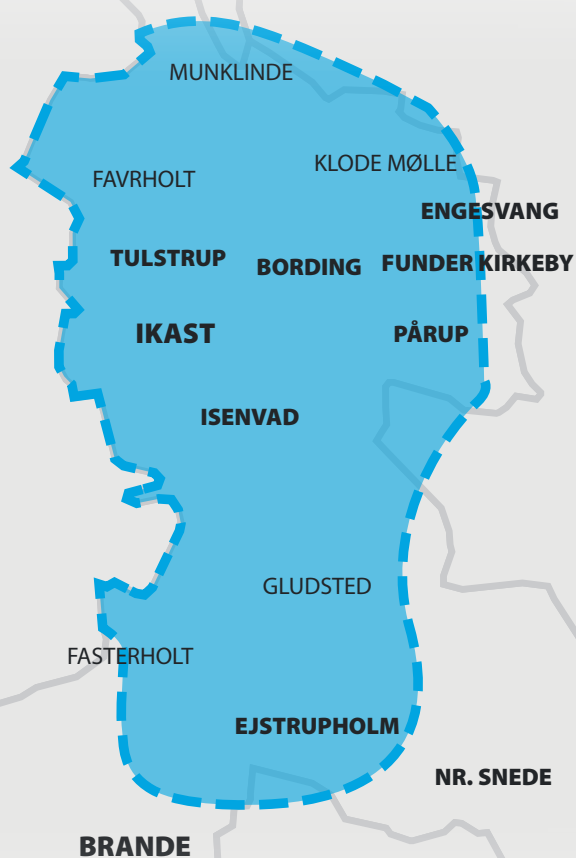 MUNKLINDE
KLODE MØLLE
FAVRHOLT
ENGESVANG
TULSTRUP
BORDING
FUNDER KIRKEBY
IKAST
PÅRUP
ISENVAD
GLUDSTED
FASTERHOLT
EJSTRUPHOLM
NR. SNEDE
BRANDE